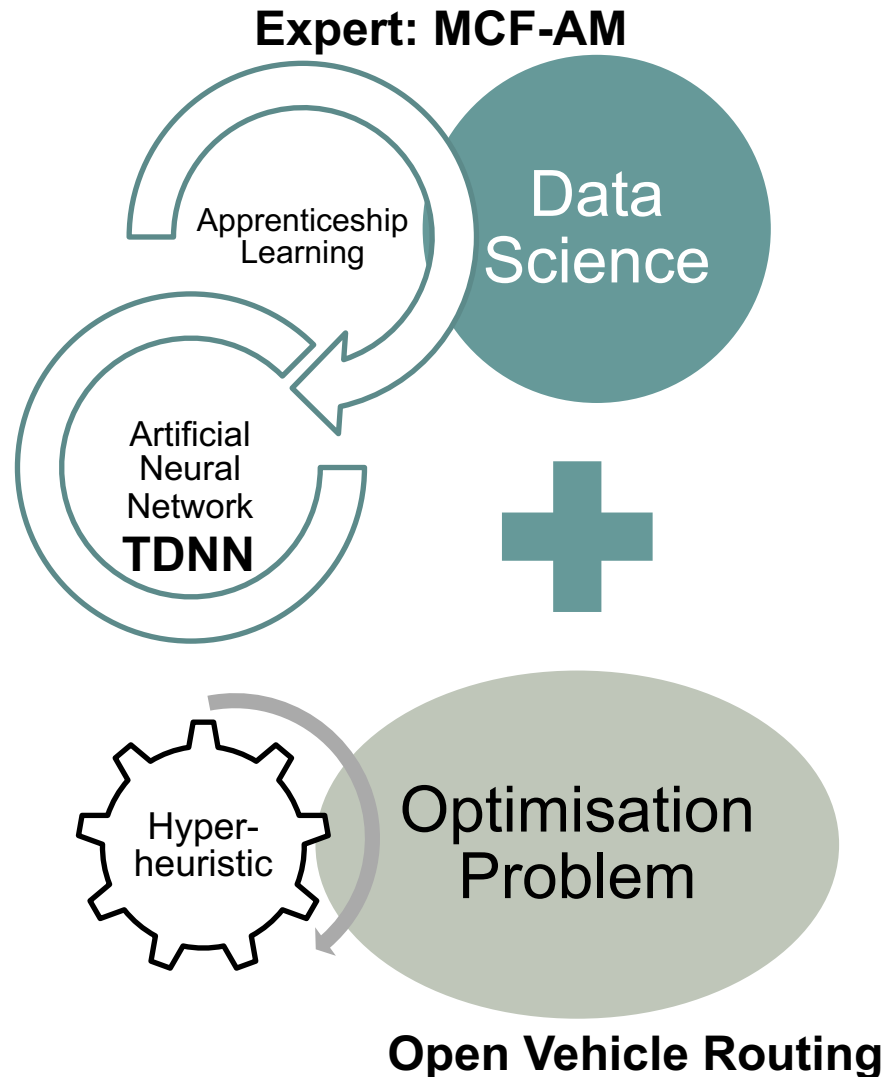 Expert: MCF-AM
Apprenticeship
Learning
Data
Science
Artificial
Neural
Network
TDNN
Hyper-
heuristic
Optimisation
Problem
Open Vehicle Routing